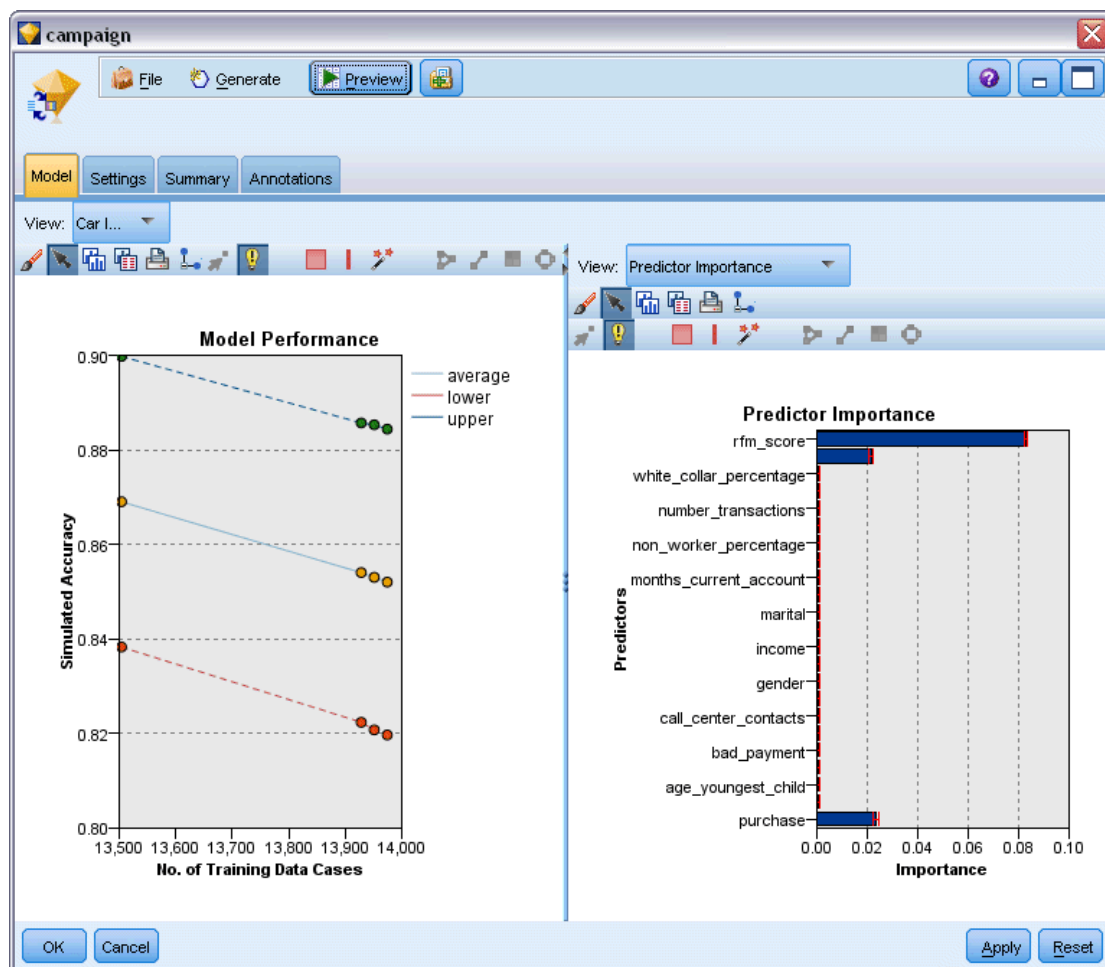 campaign
File Generate Preview
Model Settings Summary Annotations
View: Car I...
Model Performance
0.90
0.88
0.86
0.84
0.82
0.80
Simulated Accuracy
13,500 13,600 13,700 13,800 13,900 14,000
No. of Training Data Cases
average
lower
upper
View: Predictor Importance
Predictor Importance
rfm_score
white_collar_percentage
number_transactions
non_worker_percentage
months_current_account
marital
income
gender
call_center_contacts
bad_payment
age_youngest_child
purchase
Predictors
0.00 0.02 0.04 0.06 0.08 0.10
Importance
OK Cancel Apply Reset